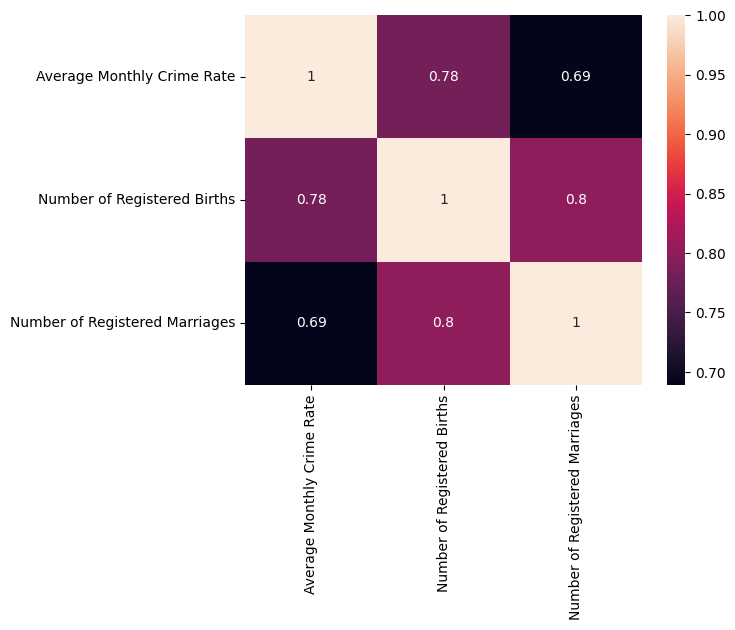 Average Monthly Crime Rate
1
0.78
0.69
Number of Registered Births
0.78
1
0.8
Number of Registered Marriages
0.69
0.8
1
Average Monthly Crime Rate
Number of Registered Births
Number of Registered Marriages
1.00
0.95
0.90
0.85
0.80
0.75
0.70